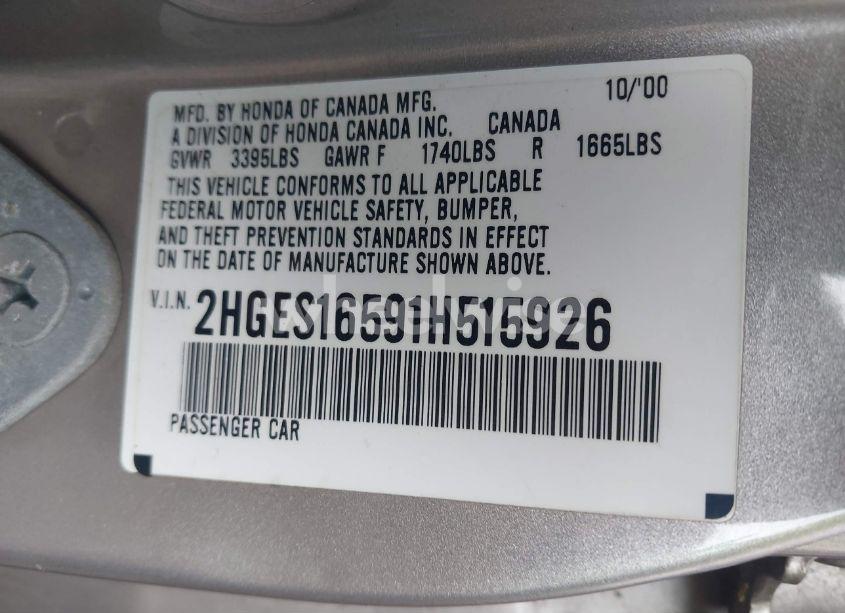 10/'00
MFD. BY HONDA OF CANADA MFG.
A DIVISION OF HONDA CANADA INC. CANADA
GVWR 3395LBS GAWR F 1740LBS R 1665LBS
THIS VEHICLE CONFORMS TO ALL APPLICABLE
FEDERAL MOTOR VEHICLE SAFETY, BUMPER,
AND THEFT PREVENTION STANDARDS IN EFFECT
ON THE DATE OF MANUFACTURE SHOWN ABOVE.
V.I.N. 2HGES16591H515926
PASSENGER CAR